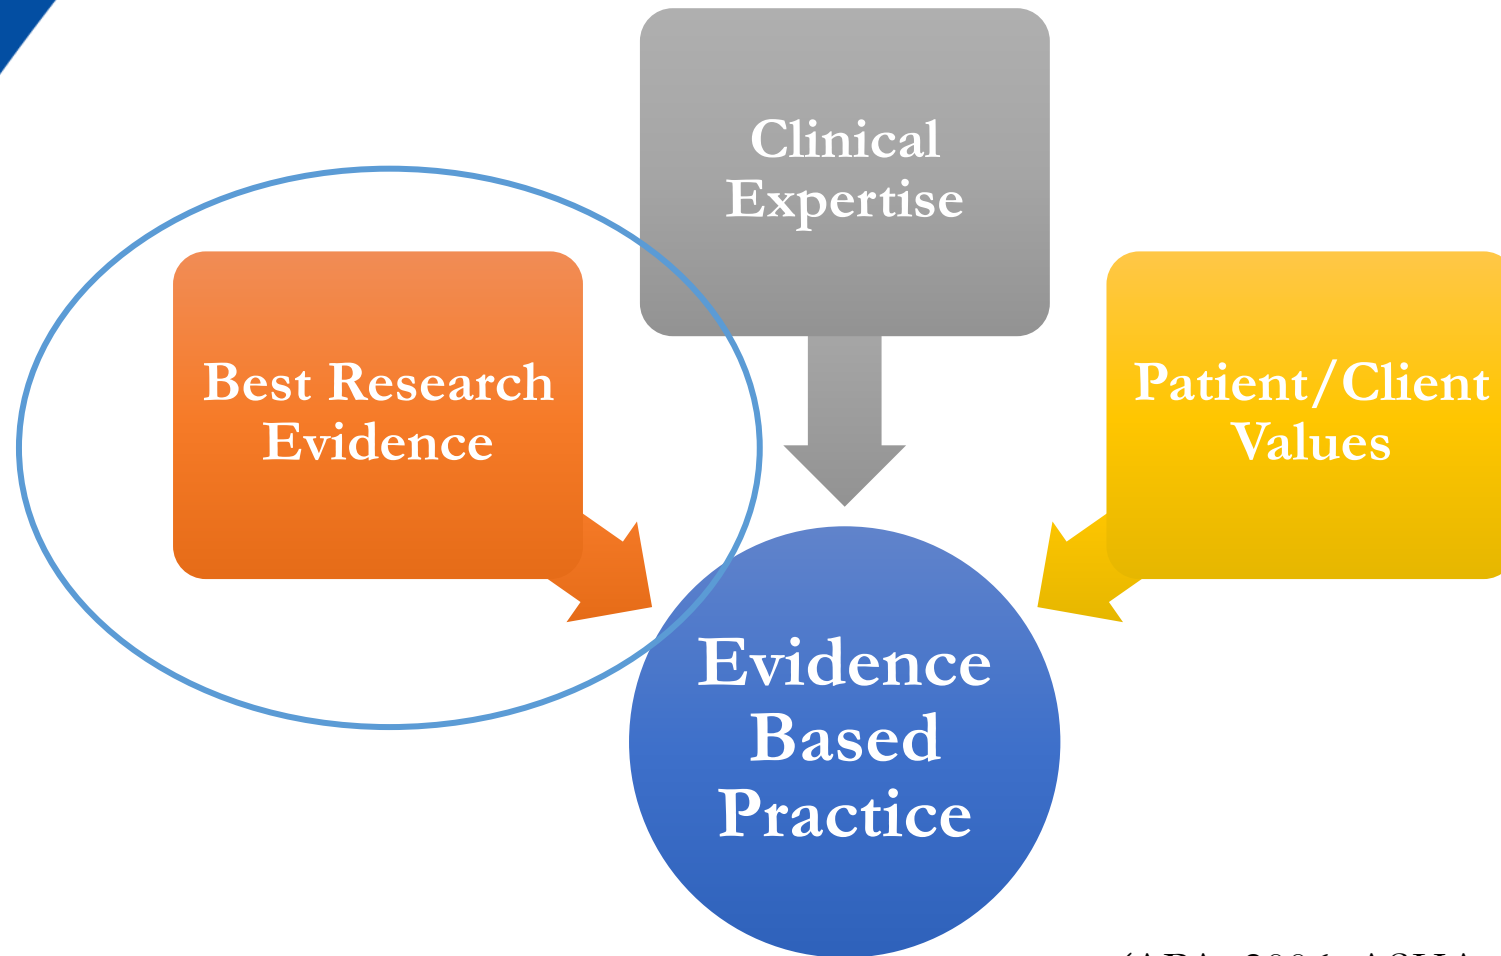 Clinical
Expertise
Best Research
Evidence
Patient/Client
Values
Evidence
Based
Practice